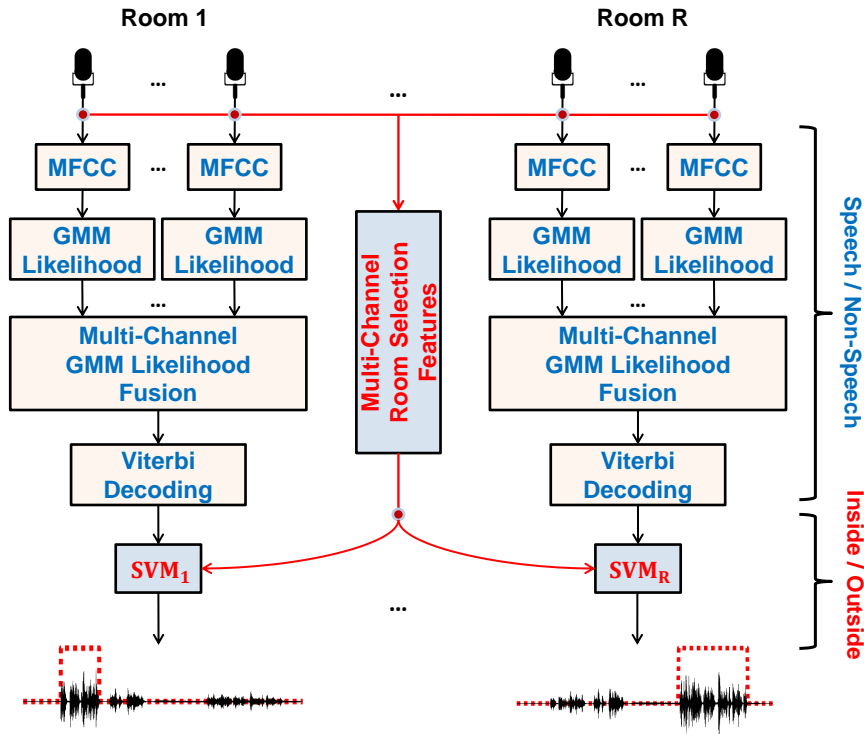 Room 1
Room R
...
...
...
MFCC
...
MFCC
MFCC
...
MFCC
GMM
Likelihood
GMM
Likelihood
GMM
Likelihood
GMM
Likelihood
...
...
Multi-Channel
GMM Likelihood
Fusion
Multi-Channel
Room Selection
Features
Multi-Channel
GMM Likelihood
Fusion
Viterbi
Decoding
Viterbi
Decoding
Speech / Non-Speech
SVM1
SVMR
Inside / Outside
...